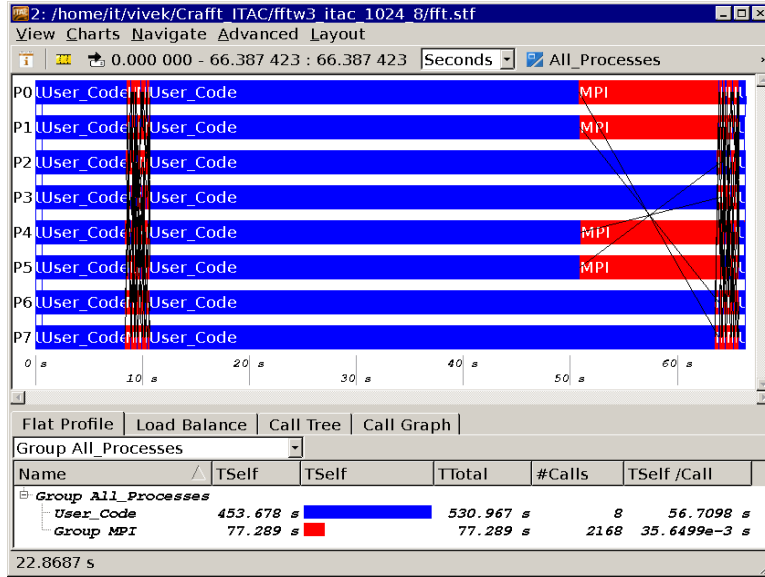 2: /home/it/vivek/Crafft_ITAC/fftw3_itac_1024_8/fft.stf
View Charts Navigate Advanced Layout
0.000 000 - 66.387 423 : 66.387 423 Seconds All_Processes
P0 User_Code User_Code MPI
P1 User_Code User_Code MPI
P2 User_Code User_Code
P3 User_Code User_Code
P4 User_Code User_Code MPI
P5 User_Code User_Code MPI
P6 User_Code User_Code
P7 User_Code User_Code
0 s 20 s 40 s 60 s
10 s 30 s 50 s
Flat Profile Load Balance Call Tree Call Graph
Group All_Processes
Name TSelf TSelf TTotal #Calls TSelf /Call
Group All_Processes
User_Code 453.678 s 530.967 s 8 56.7098 s
Group MPI 77.289 s 77.289 s 2168 35.6499e-3 s
22.8687 s